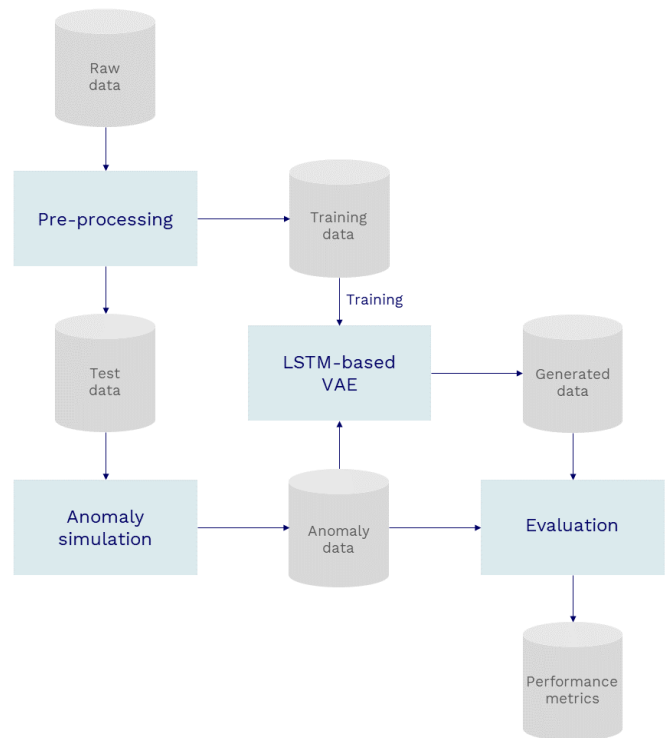 Raw
data
Pre-processing
Training
data
Training
Test
data
LSTM-based
VAE
Generated
data
Anomaly
simulation
Anomaly
data
Evaluation
Performance
metrics